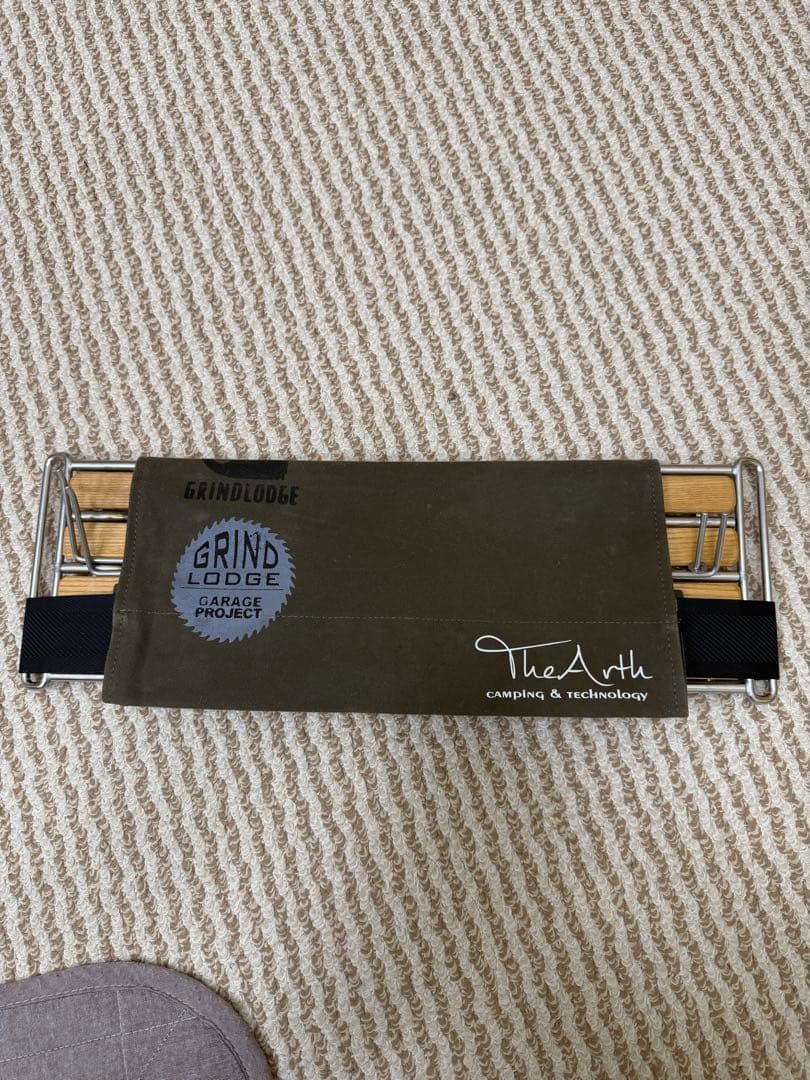 GRINDLODGE
GRIND
LODGE
GARAGE
PROJECT
TheArth
CAMPING & TECHNOLOGY